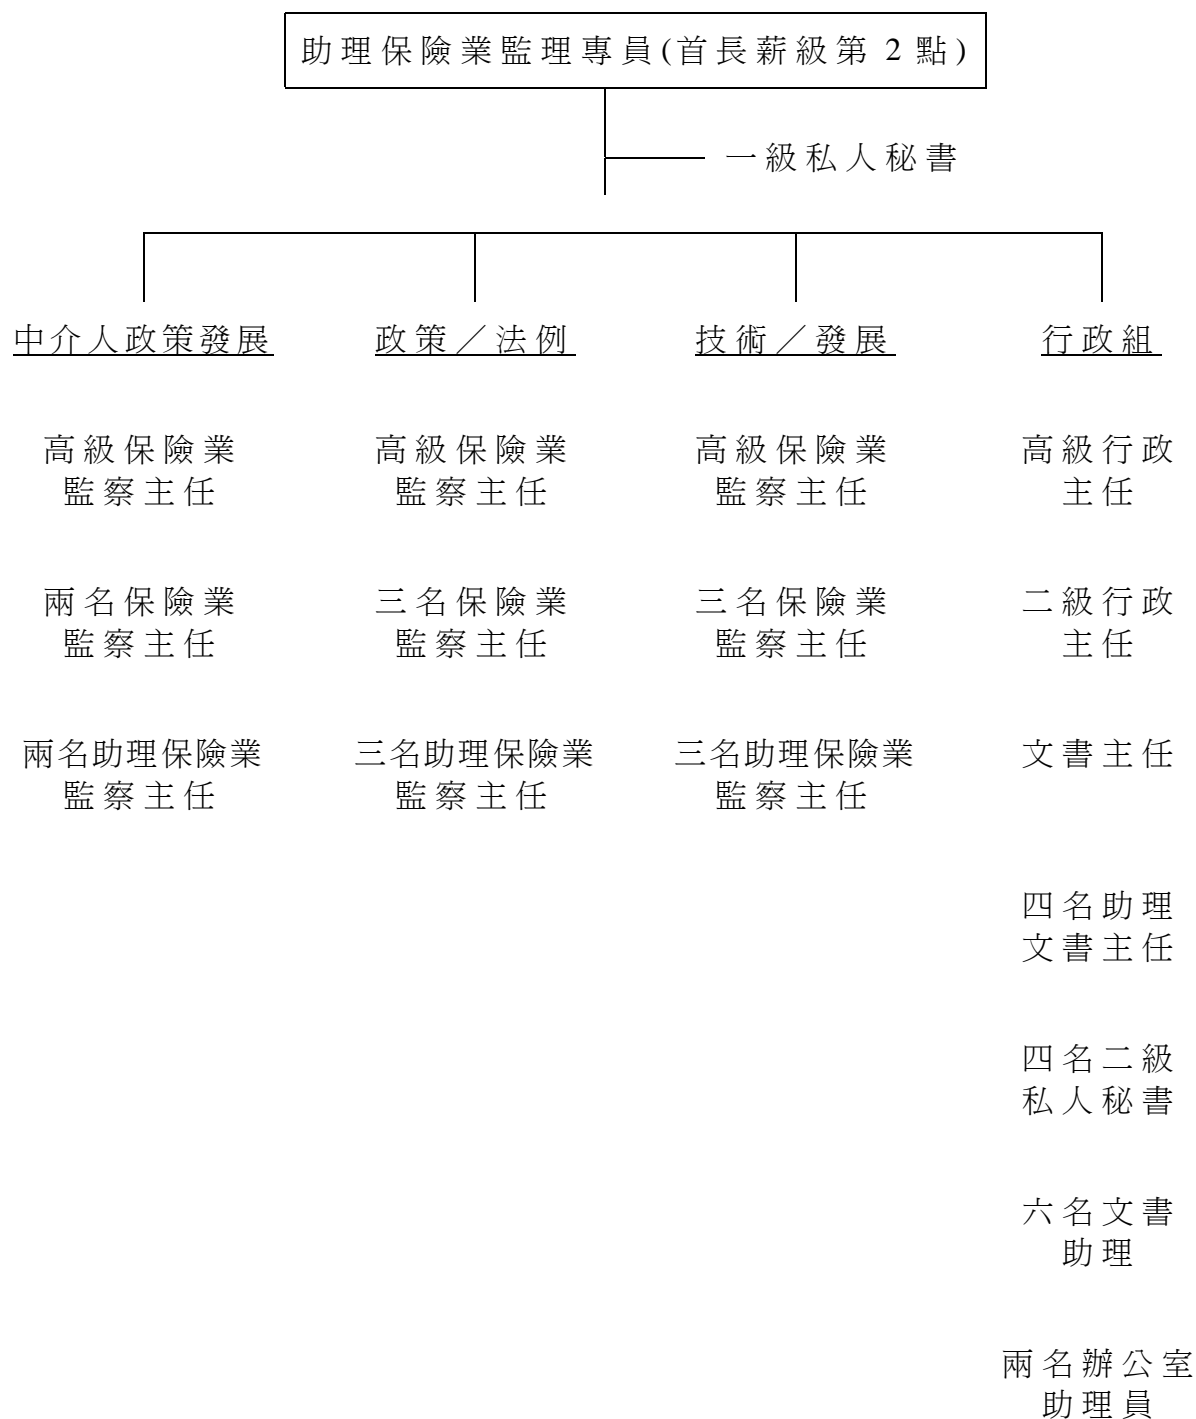 助理保險業監理專員(首長薪級第 2 點)
一級私人秘書
中介人政策發展
政策／法例
技術／發展
行政組
高級保險業
監察主任
高級保險業
監察主任
高級保險業
監察主任
高級行政
主任
兩名保險業
監察主任
三名保險業
監察主任
三名保險業
監察主任
二級行政
主任
兩名助理保險業
監察主任
三名助理保險業
監察主任
三名助理保險業
監察主任
文書主任
四名助理
文書主任
四名二級
私人秘書
六名文書
助理
兩名辦公室
助理員